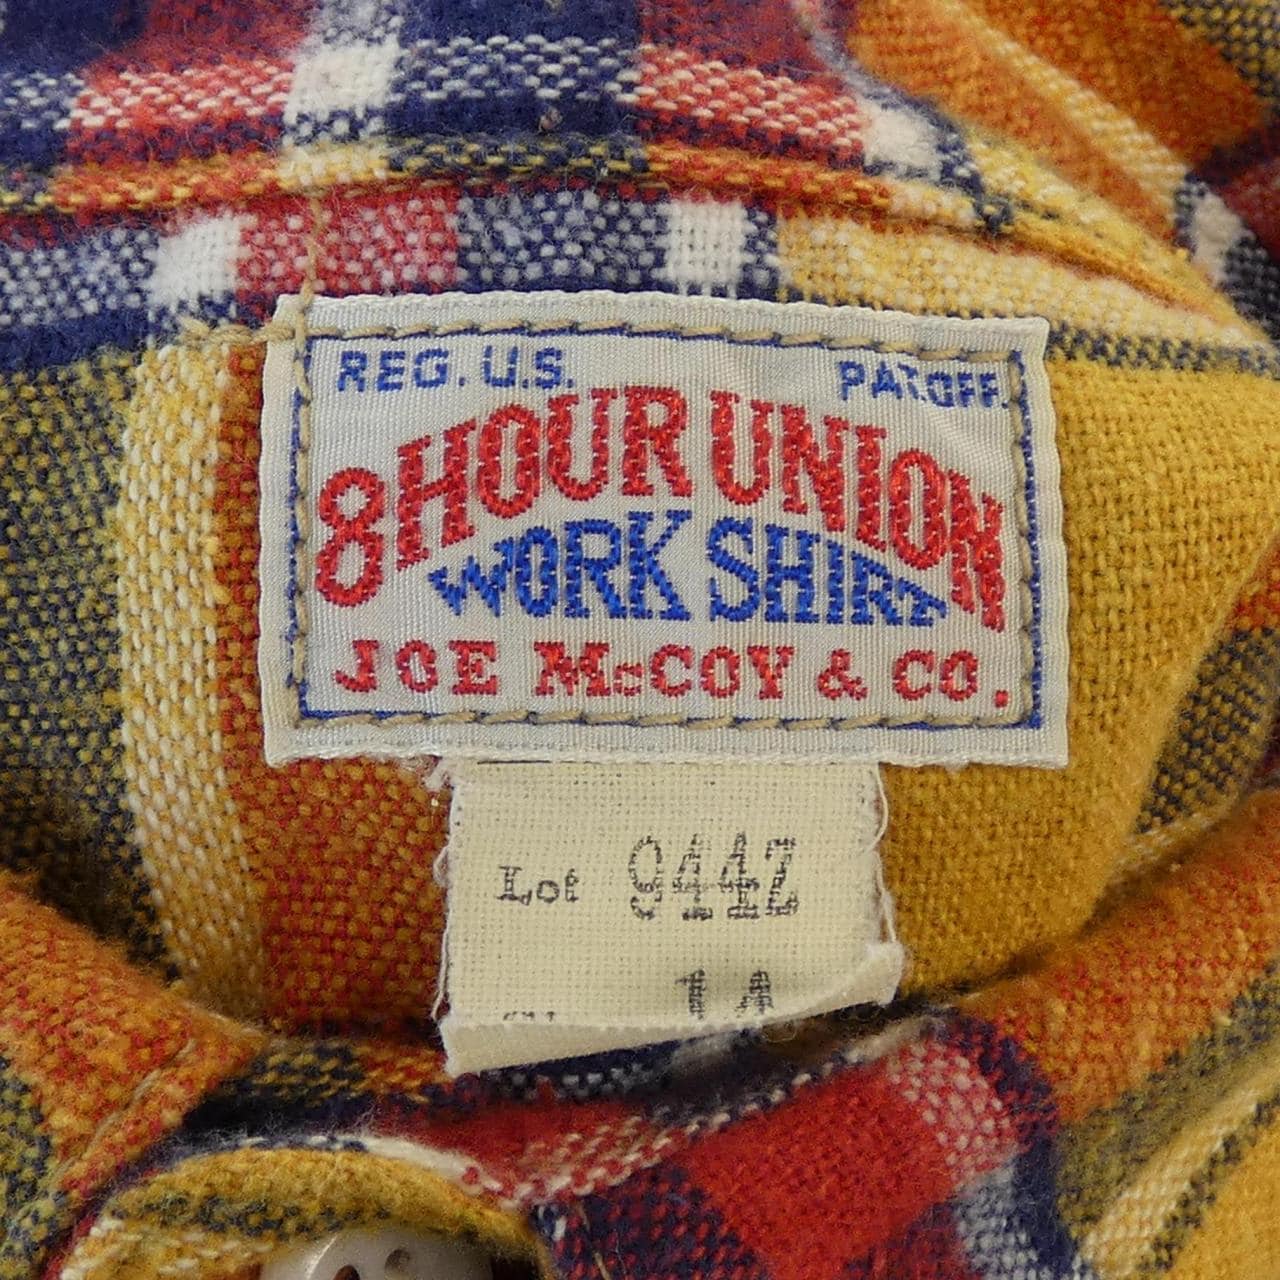 REG. U.S. PAT. OFF.
8 HOUR UNION
WORK SHIRT
JOE McCOY & CO.
Lot 944Z